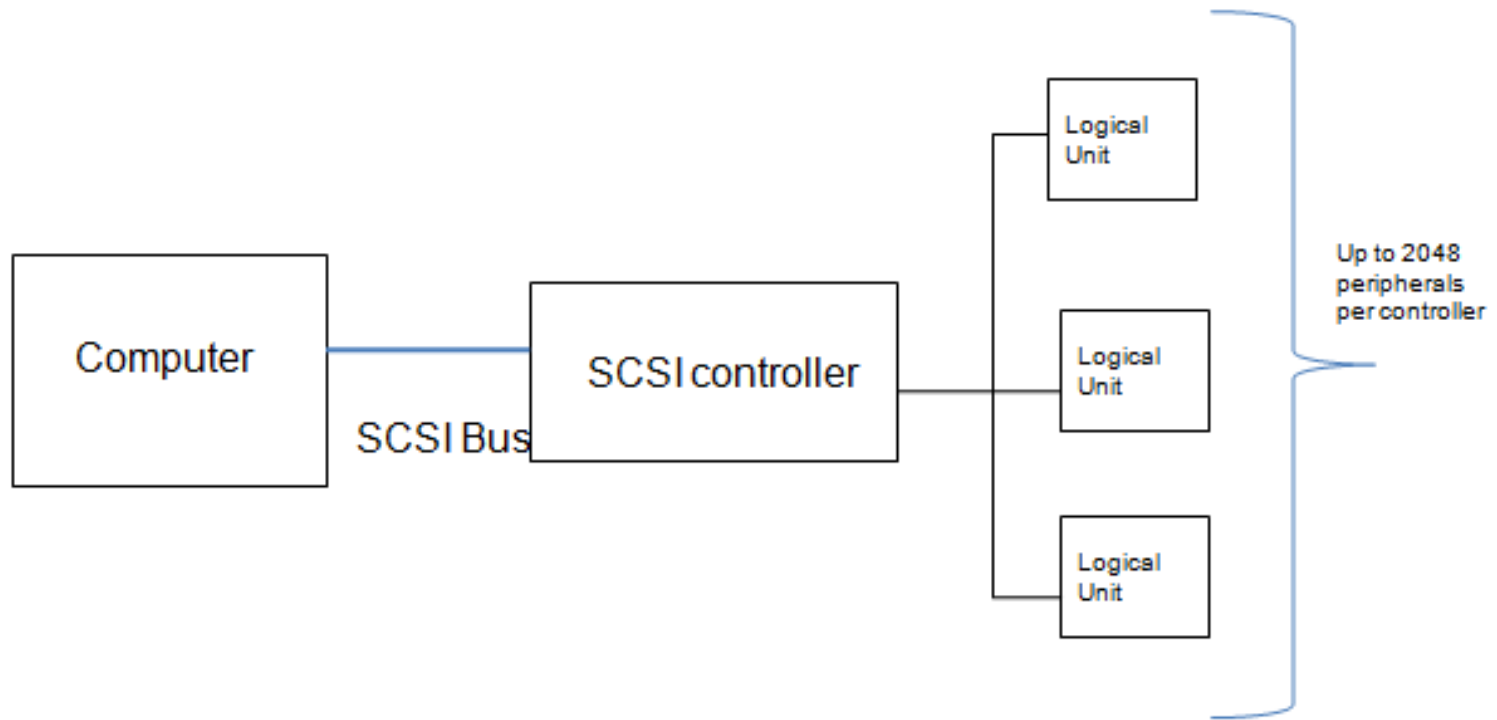 Computer
SCSI Bus
SCSI controller
Logical
Unit
Logical
Unit
Logical
Unit
Up to 2048
peripherals
per controller